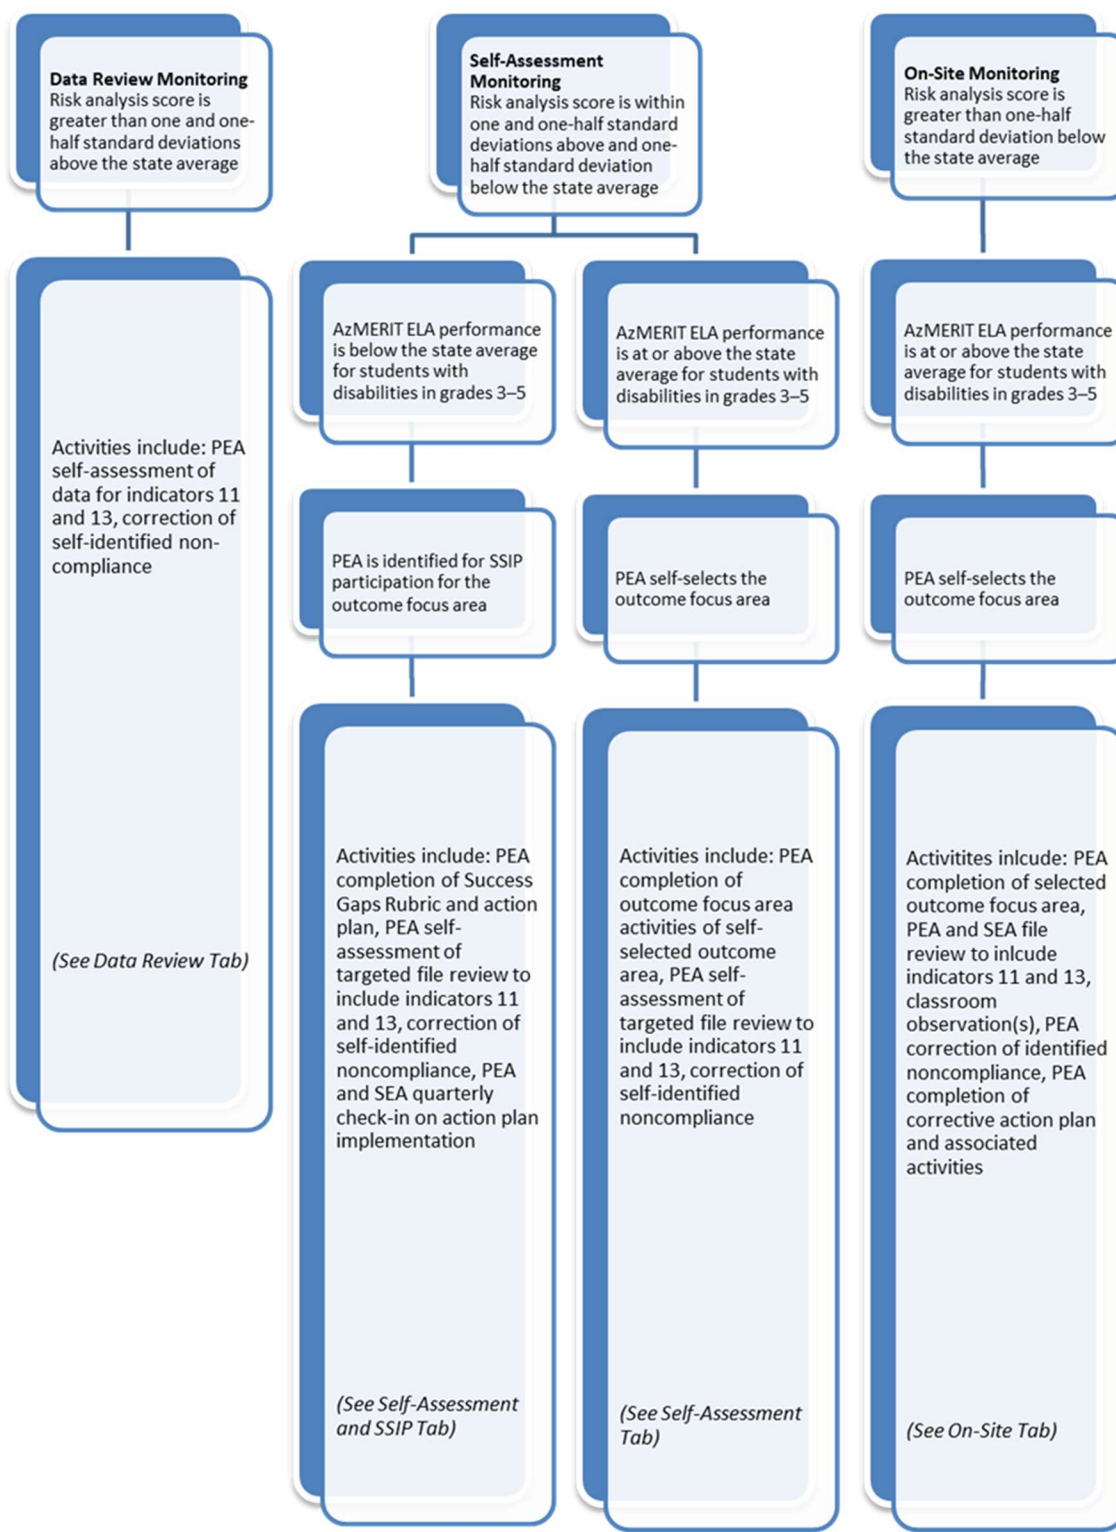 Data Review Monitoring
Risk analysis score is
greater than one and one-
half standard deviations
above the state average
Self-Assessment
Monitoring
Risk analysis score is within
one and one-half standard
deviations above and one-
half standard deviation
below the state average
On-Site Monitoring
Risk analysis score is
greater than one-half
standard deviation below
the state average
Activities include: PEA
self-assessment of
data for indicators 11
and 13, correction of
self-identified non-
compliance
(See Data Review Tab)
AzMERIT ELA performance
is below the state average
for students with
disabilities in grades 3–5
PEA is identified for SSIP
participation for the
outcome focus area
Activities include: PEA
completion of Success
Gaps Rubric and action
plan, PEA self-
assessment of
targeted file review to
include indicators 11
and 13, correction of
self-identified
noncompliance, PEA
and SEA quarterly
check-in on action plan
implementation
(See Self-Assessment
and SSIP Tab)
AzMERIT ELA performance
is at or above the state
average for students with
disabilities in grades 3–5
PEA self-selects the
outcome focus area
Activities include: PEA
completion of
outcome focus area
activities of self-
selected outcome
area, PEA self-
assessment of
targeted file review to
include indicators 11
and 13, correction of
self-identified
noncompliance
(See Self-Assessment
Tab)
AzMERIT ELA performance
is at or above the state
average for students with
disabilities in grades 3–5
PEA self-selects the
outcome focus area
Activitites inlcude: PEA
completion of selected
outcome focus area,
PEA and SEA file
review to inlcude
indicators 11 and 13,
classroom
observation(s), PEA
correction of identified
noncompliance, PEA
completion of
corrective action plan
and associated
activities
(See On-Site Tab)